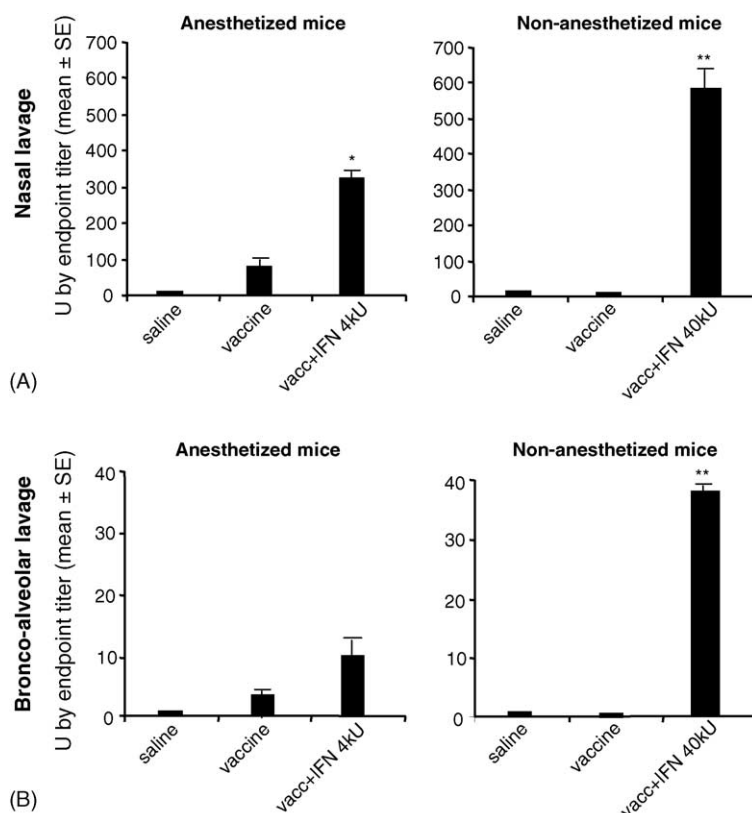 Anesthetized mice
Non-anesthetized mice
Nasal lavage
U by endpoint titer (mean ± SE)
700
600
500
400
300
200
100
0
saline
vaccine
vacc+IFN 4kU
*
700
600
500
400
300
200
100
0
saline
vaccine
vacc+IFN 40kU
**
(A)
Anesthetized mice
Non-anesthetized mice
Bronco-alveolar lavage
U by endpoint titer (mean ± SE)
40
30
20
10
0
saline
vaccine
vacc+IFN 4kU
40
30
20
10
0
saline
vaccine
vacc+IFN 40kU
**
(B)